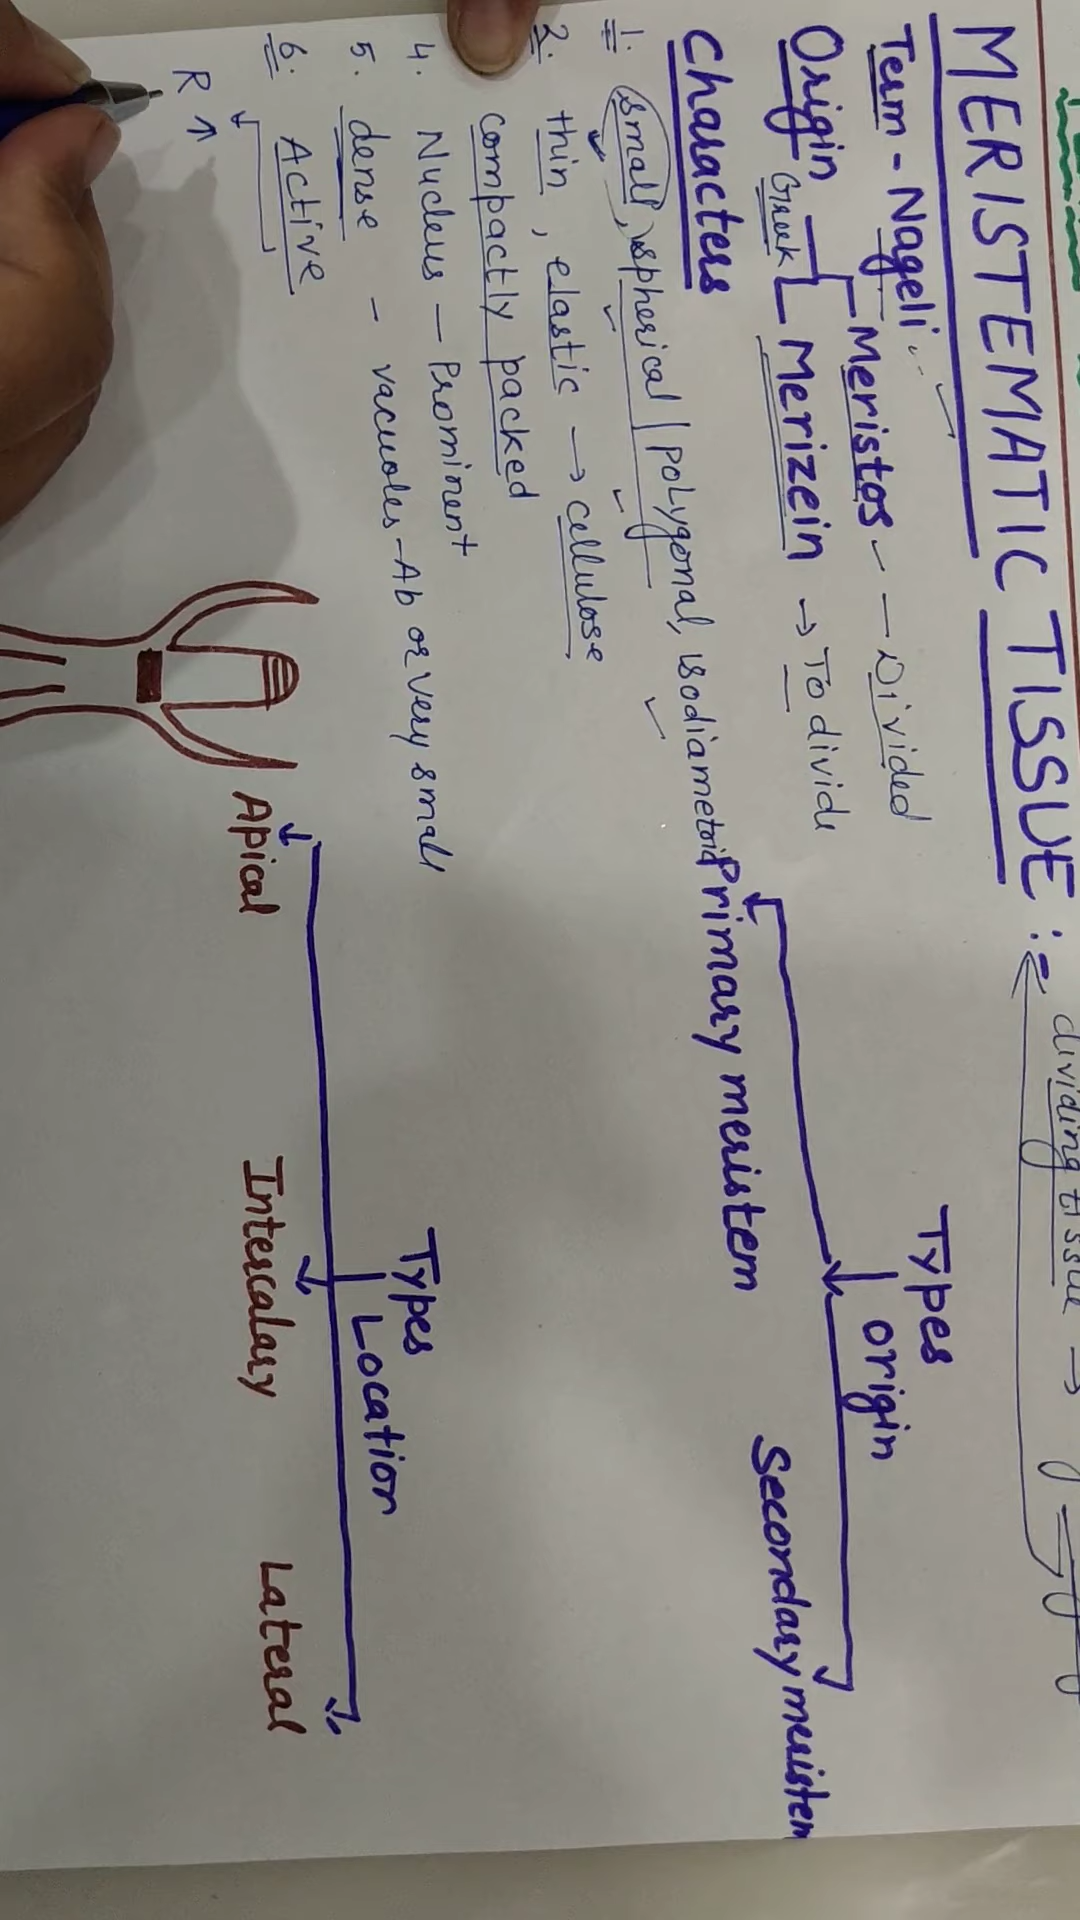 MERISTEMATIC TISSUE :- dividing tissue →
Term - Nageli
Origin Meristos - Divided
Greek Merizein → To divide
Characters
1. small, spherical | polygonal, isodiametric
2. thin, elastic → cellulose
compactly packed
4. Nucleus - Prominent
5. dense - vacuoles - Ab or very small
6. Active
R ↑
Types
Origin
Primary meristem Secondary meristem
Types
Location
Apical Intercalary Lateral